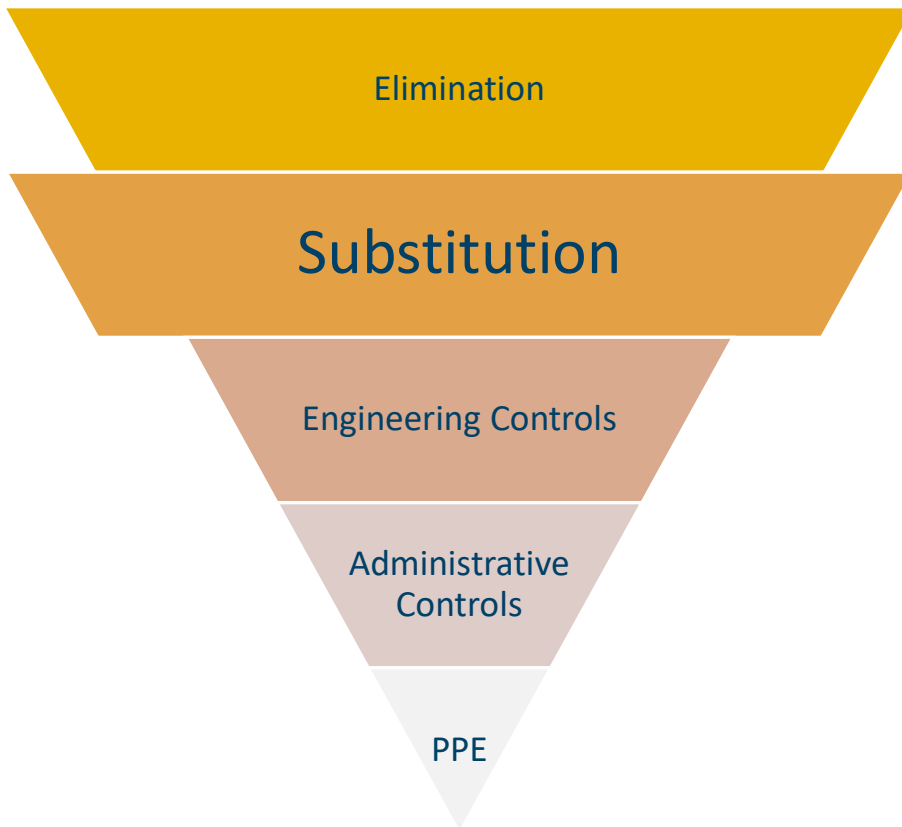 Elimination
Substitution
Engineering Controls
Administrative
Controls
PPE